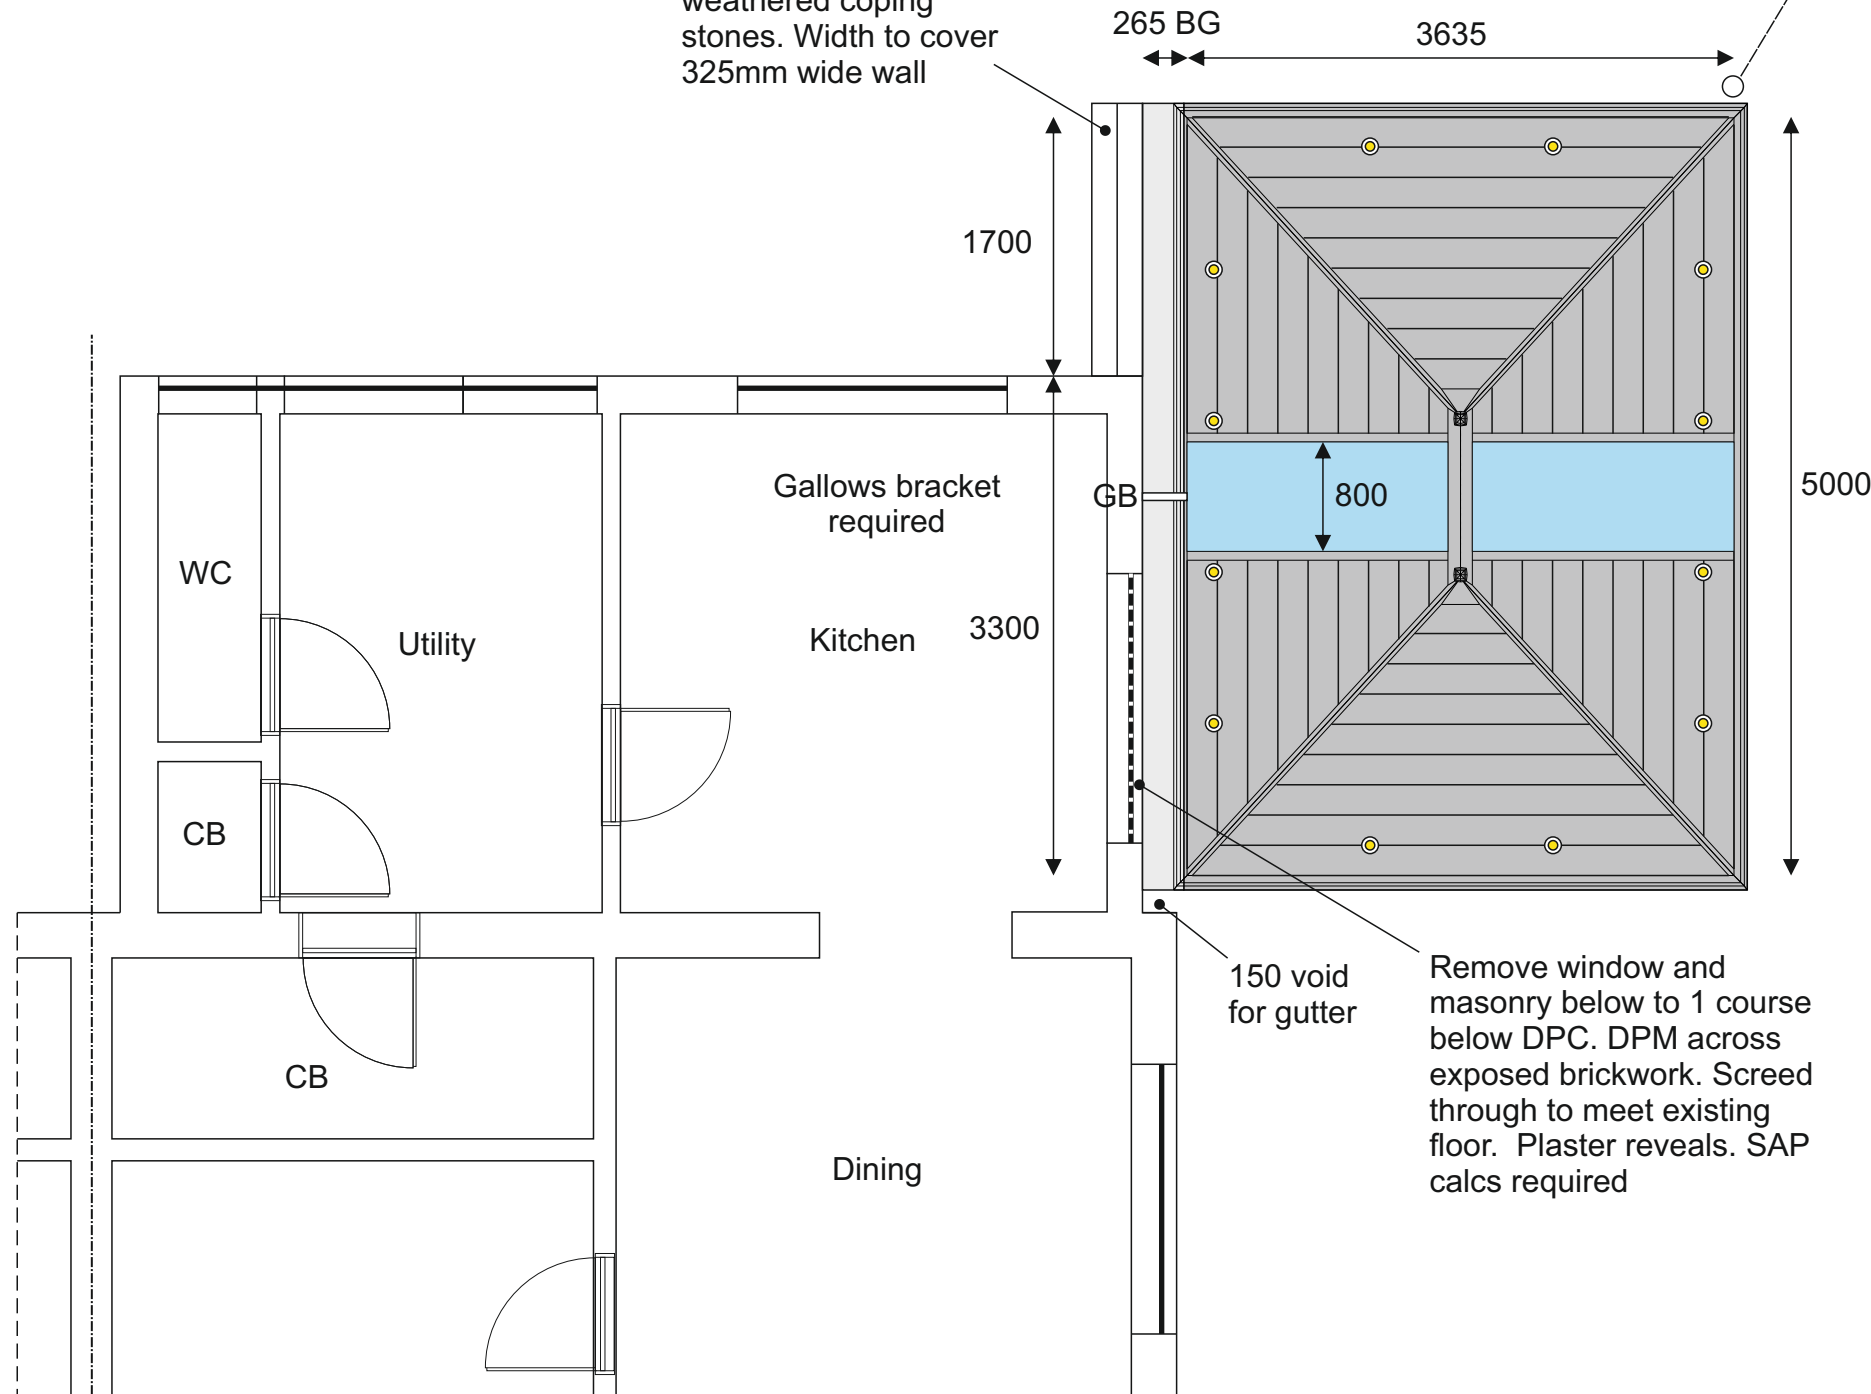 weathered coping
stones. Width to cover
325mm wide wall
265 BG
3635
1700
5000
800
GB
Gallows bracket
required
WC
Utility
Kitchen
3300
CB
150 void
for gutter
Remove window and
masonry below to 1 course
below DPC. DPM across
exposed brickwork. Screed
through to meet existing
floor.  Plaster reveals. SAP
calcs required
CB
Dining